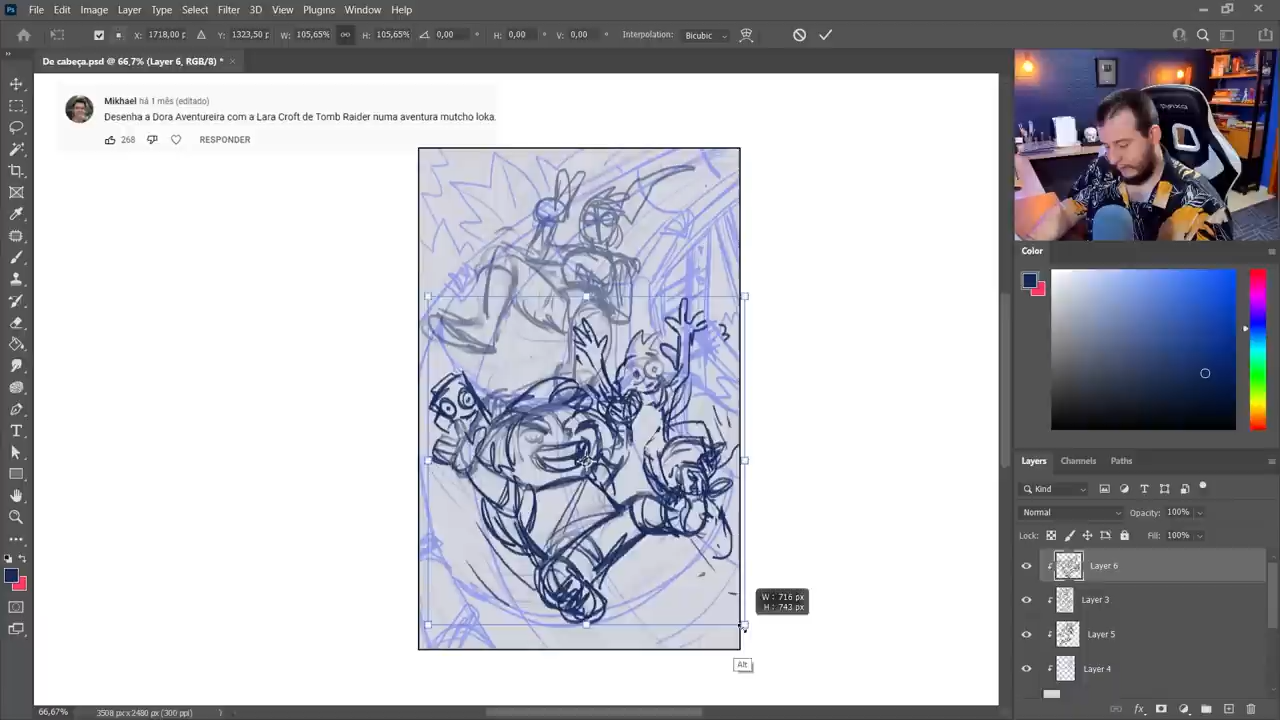 Ps File Edit Image Layer Type Select Filter 3D View Plugins Window Help
X: 1718,00 Y: 1323,50 W: 105,65% H: 105,65% 0,00 ° H: 0,00 ° V: 0,00 ° Interpolation: Bicubic
De cabeça.psd @ 66,7% (Layer 6, RGB/8) * ×
Mikhael há 1 mês (editado)
Desenha a Dora Aventureira com a Lara Croft de Tomb Raider numa aventura mutcho loka.
268 RESPONDER
Color
W: 716 px
H: 743 px
Alt
Layers Channels Paths
Kind
Normal Opacity: 100%
Lock: Fill: 100%
Layer 6
Layer 3
Layer 5
Layer 4
66,67% 3508 px x 2480 px (300 ppi)